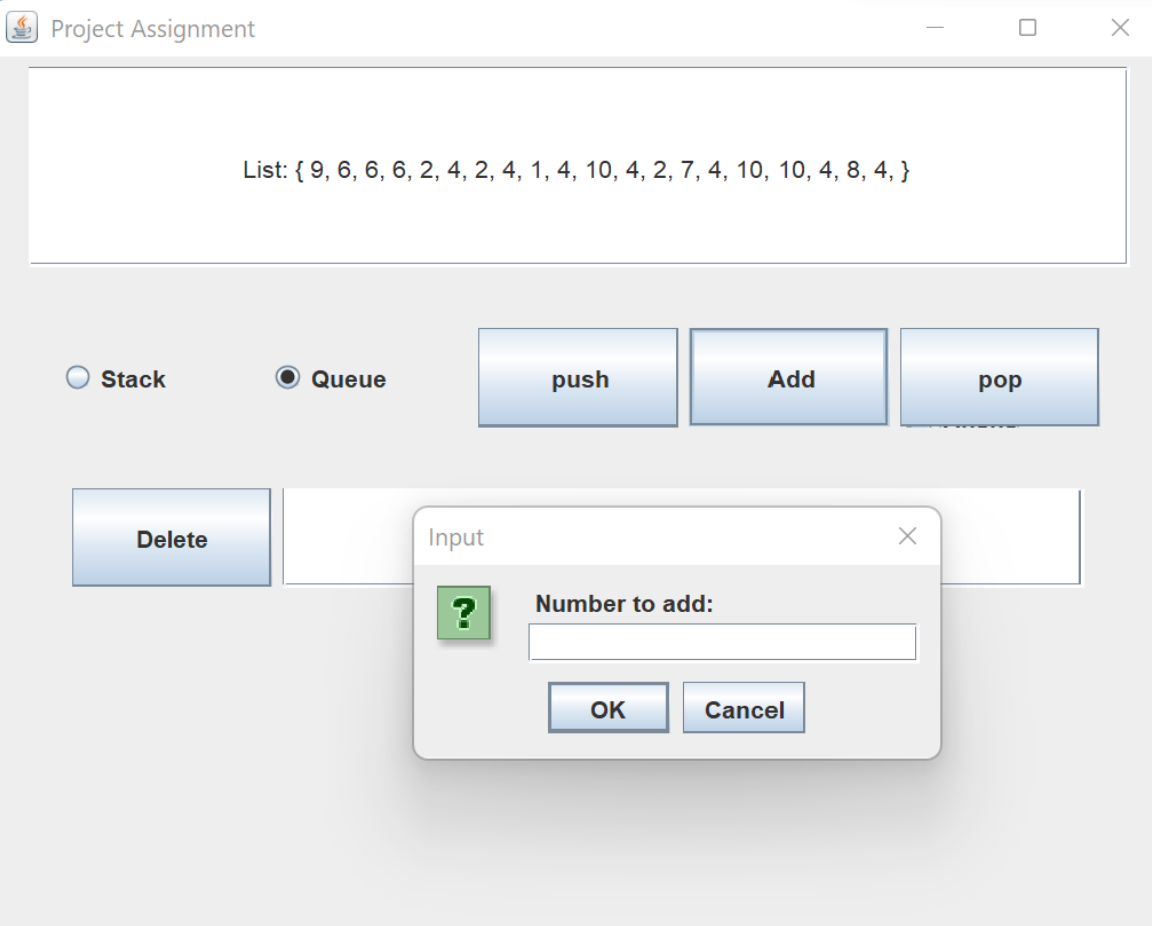 Project Assignment
List: { 9, 6, 6, 6, 2, 4, 2, 4, 1, 4, 10, 4, 2, 7, 4, 10, 10, 4, 8, 4, }
Stack Queue push Add pop
Delete
Input
?
Number to add:
OK Cancel